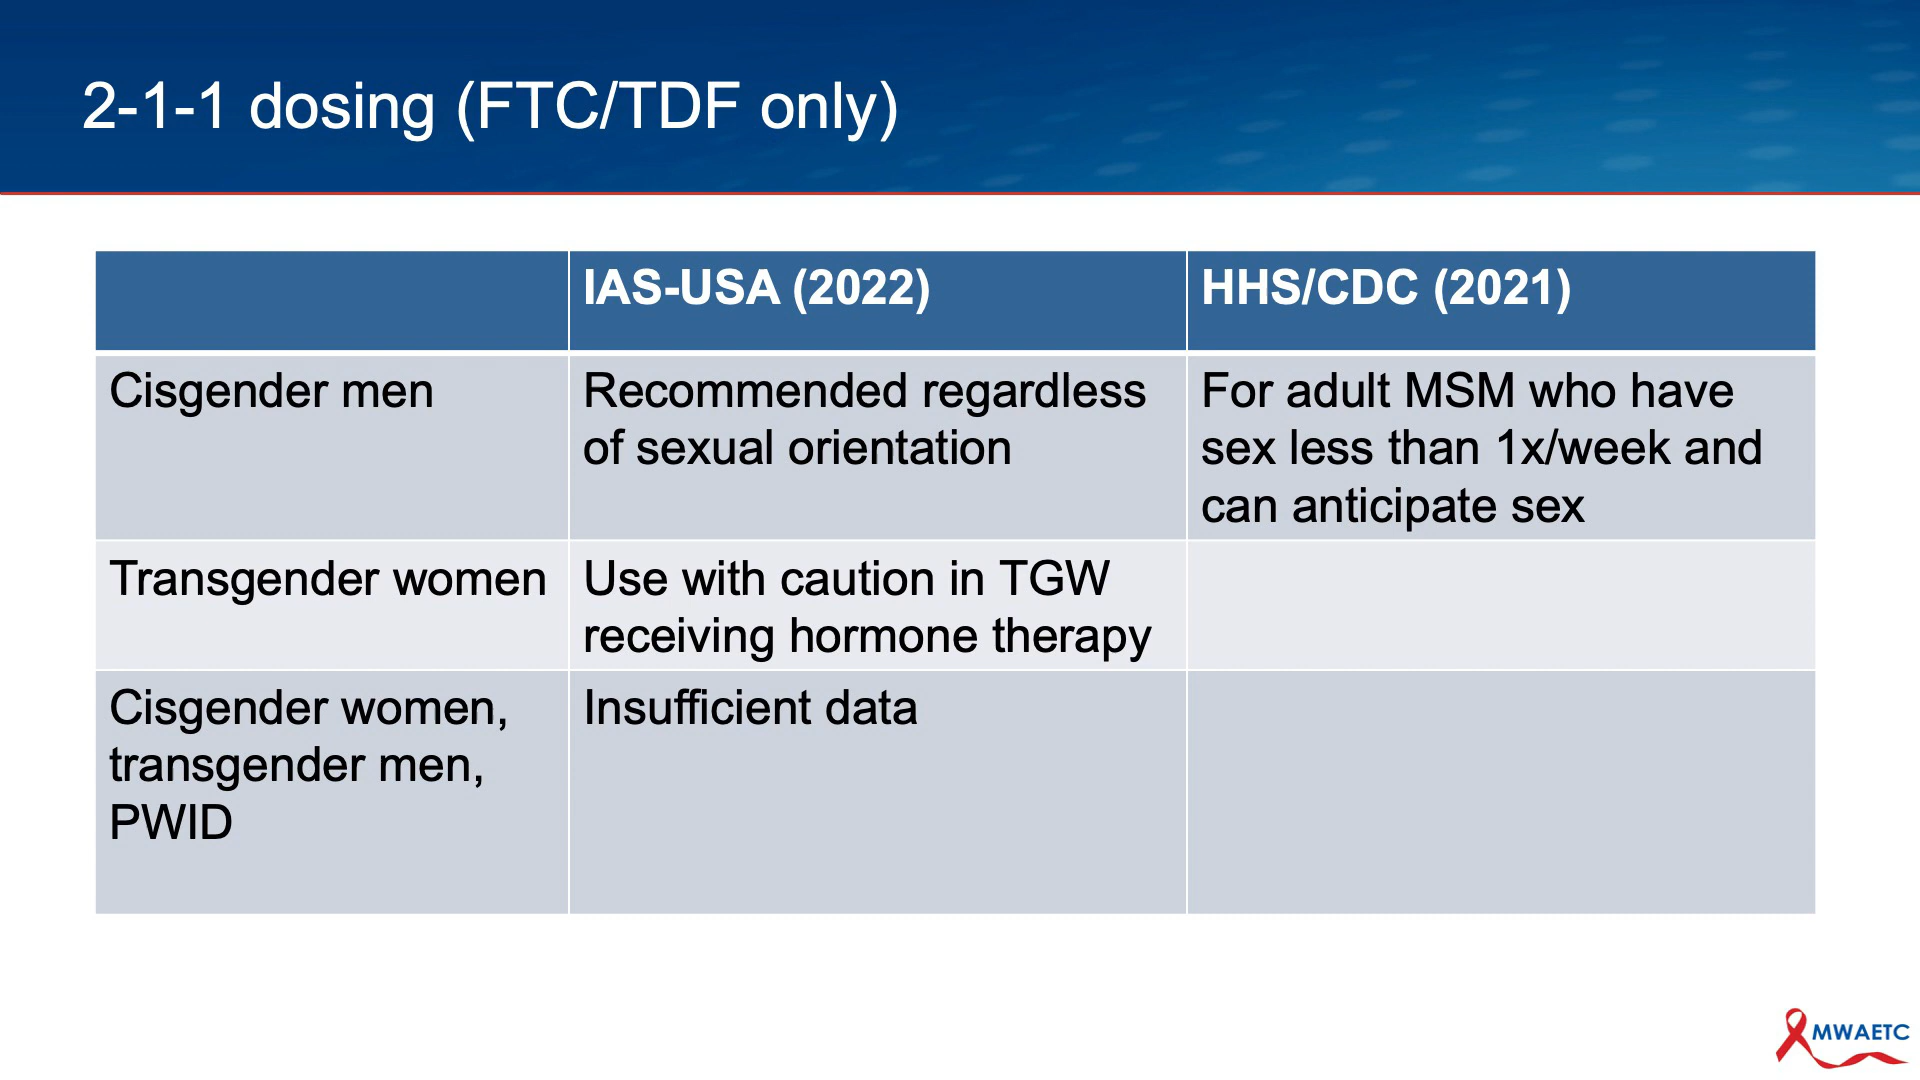 2-1-1 dosing (FTC/TDF only)
IAS-USA (2022)
HHS/CDC (2021)
Cisgender men
Recommended regardless
of sexual orientation
For adult MSM who have
sex less than 1x/week and
can anticipate sex
Transgender women
Use with caution in TGW
receiving hormone therapy
Cisgender women,
transgender men,
PWID
Insufficient data
MWAETC